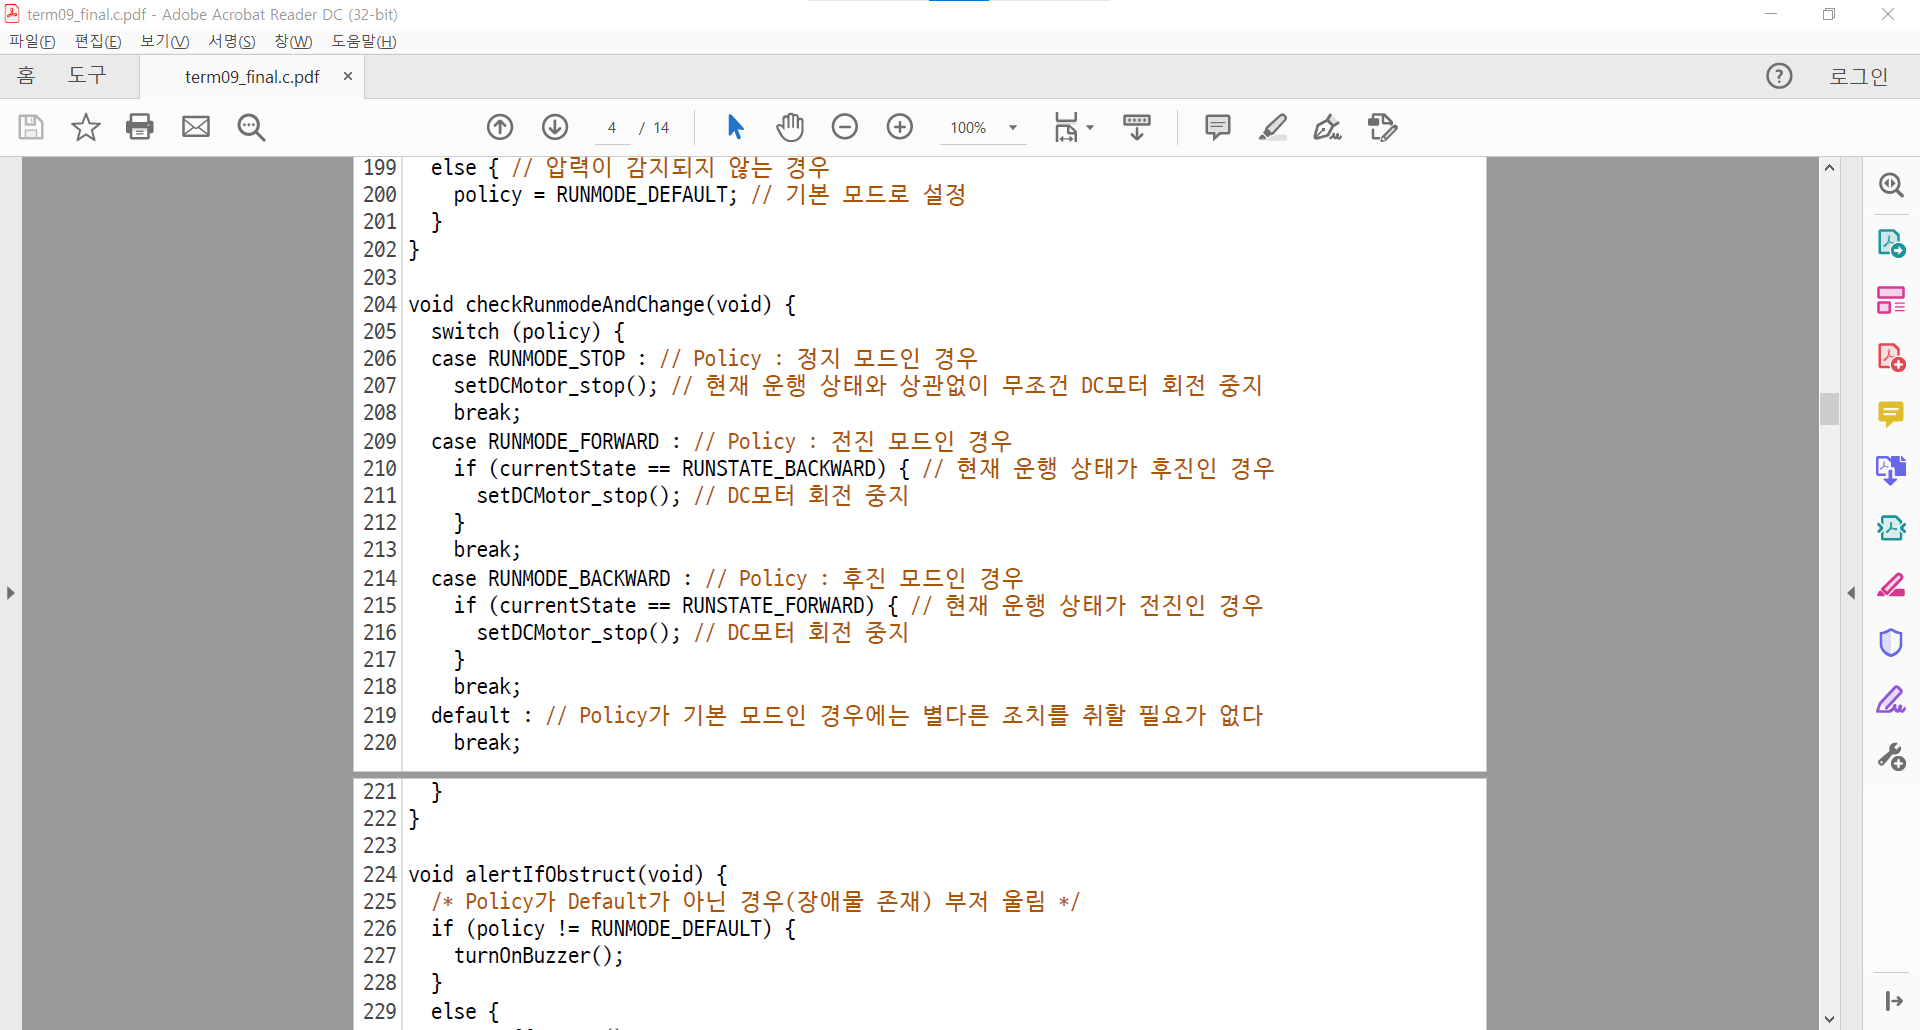 term09_final.c.pdf - Adobe Acrobat Reader DC (32-bit)
파일(F) 편집(E) 보기(V) 서명(S) 창(W) 도움말(H)
홈 도구 term09_final.c.pdf × ? 로그인
4 / 14 100%
199 else { // 압력이 감지되지 않는 경우
200 policy = RUNMODE_DEFAULT; // 기본 모드로 설정
201 }
202 }
203
204 void checkRunmodeAndChange(void) {
205 switch (policy) {
206 case RUNMODE_STOP : // Policy : 정지 모드인 경우
207 setDCMotor_stop(); // 현재 운행 상태와 상관없이 무조건 DC모터 회전 중지
208 break;
209 case RUNMODE_FORWARD : // Policy : 전진 모드인 경우
210 if (currentState == RUNSTATE_BACKWARD) { // 현재 운행 상태가 후진인 경우
211 setDCMotor_stop(); // DC모터 회전 중지
212 }
213 break;
214 case RUNMODE_BACKWARD : // Policy : 후진 모드인 경우
215 if (currentState == RUNSTATE_FORWARD) { // 현재 운행 상태가 전진인 경우
216 setDCMotor_stop(); // DC모터 회전 중지
217 }
218 break;
219 default : // Policy가 기본 모드인 경우에는 별다른 조치를 취할 필요가 없다
220 break;
221 }
222 }
223
224 void alertIfObstruct(void) {
225 /* Policy가 Default가 아닌 경우(장애물 존재) 부저 울림 */
226 if (policy != RUNMODE_DEFAULT) {
227 turnOnBuzzer();
228 }
229 else {